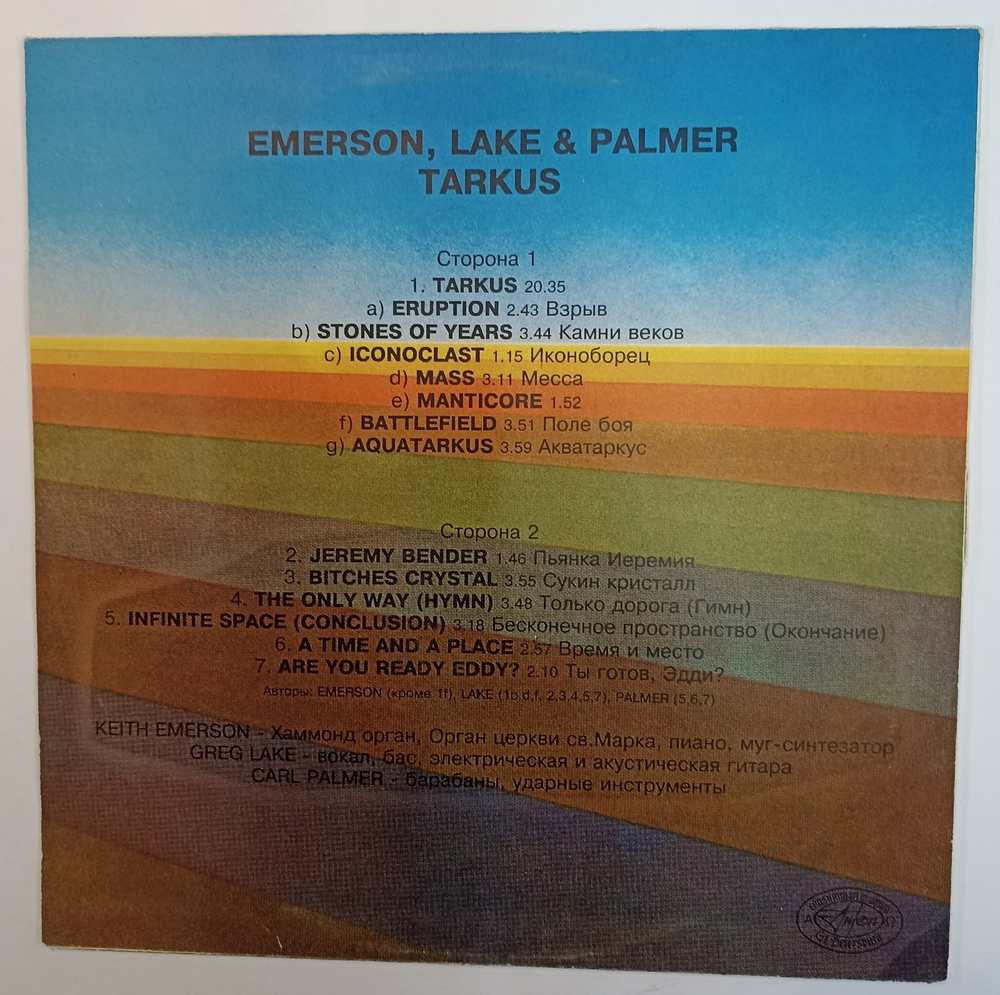 EMERSON, LAKE & PALMER
TARKUS
Сторона 1
1. TARKUS 20.35
a) ERUPTION 2.43 Взрыв
b) STONES OF YEARS 3.44 Камни веков
c) ICONOCLAST 1.15 Иконоборец
d) MASS 3.11 Месса
e) MANTICORE 1.52
f) BATTLEFIELD 3.51 Поле боя
g) AQUATARKUS 3.59 Акватаркус
Сторона 2
2. JEREMY BENDER 1.46 Пьянка Иеремия
3. BITCHES CRYSTAL 3.55 Сукин кристалл
4. THE ONLY WAY (HYMN) 3.48 Только дорога (Гимн)
5. INFINITE SPACE (CONCLUSION) 3.18 Бесконечное пространство (Окончание)
6. A TIME AND A PLACE 2.57 Время и место
7. ARE YOU READY EDDY? 2.10 Ты готов, Эдди?
Авторы: EMERSON (кроме 1f), LAKE (1b,d,f, 2,3,4,5,7), PALMER (5,6,7)
KEITH EMERSON - Хаммонд орган, Орган церкви св.Марка, пиано, муг-синтезатор
GREG LAKE - вокал, бас, электрическая и акустическая гитара
CARL PALMER - барабаны, ударные инструменты
St Petersburg